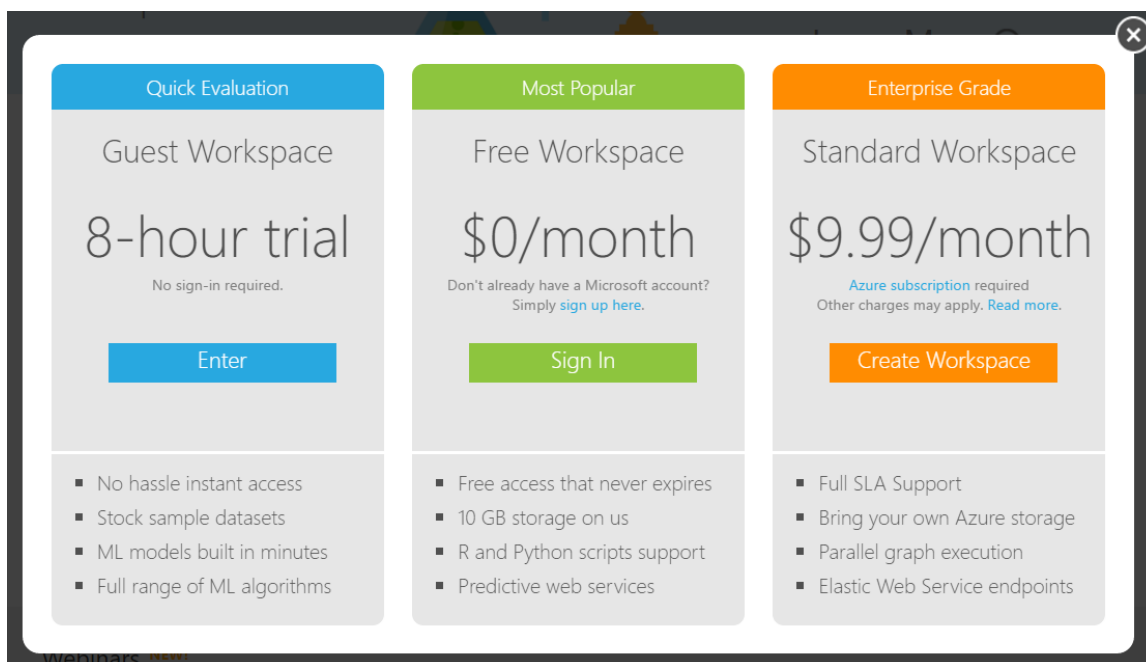 Quick Evaluation
Guest Workspace
8-hour trial
No sign-in required.
Enter
▪ No hassle instant access
▪ Stock sample datasets
▪ ML models built in minutes
▪ Full range of ML algorithms
Most Popular
Free Workspace
$0/month
Don't already have a Microsoft account?
Simply sign up here.
Sign In
▪ Free access that never expires
▪ 10 GB storage on us
▪ R and Python scripts support
▪ Predictive web services
Enterprise Grade
Standard Workspace
$9.99/month
Azure subscription required
Other charges may apply. Read more.
Create Workspace
▪ Full SLA Support
▪ Bring your own Azure storage
▪ Parallel graph execution
▪ Elastic Web Service endpoints
Webinars NEW!